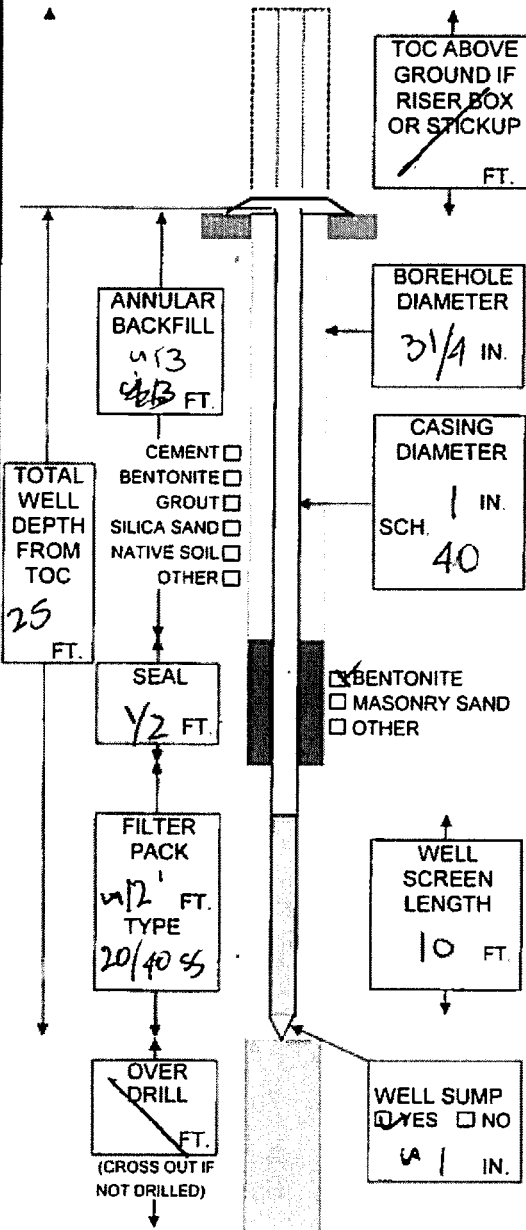 TOC ABOVE
GROUND IF
RISER BOX
OR STICKUP
FT.
ANNULAR
BACKFILL
~13
FT.
BOREHOLE
DIAMETER
3 1/4 IN.
CEMENT ☐
BENTONITE ☐
GROUT ☐
SILICA SAND ☐
NATIVE SOIL ☐
OTHER ☐
CASING
DIAMETER
1 IN.
SCH.
40
TOTAL
WELL
DEPTH
FROM
TOC
25
FT.
SEAL
1/2 FT.
☑ BENTONITE
☐ MASONRY SAND
☐ OTHER
FILTER
PACK
~12' FT.
TYPE
20/40 SS
WELL
SCREEN
LENGTH
10 FT.
OVER
DRILL
FT.
(CROSS OUT IF
NOT DRILLED)
WELL SUMP
☑ YES ☐ NO
~ 1 IN.